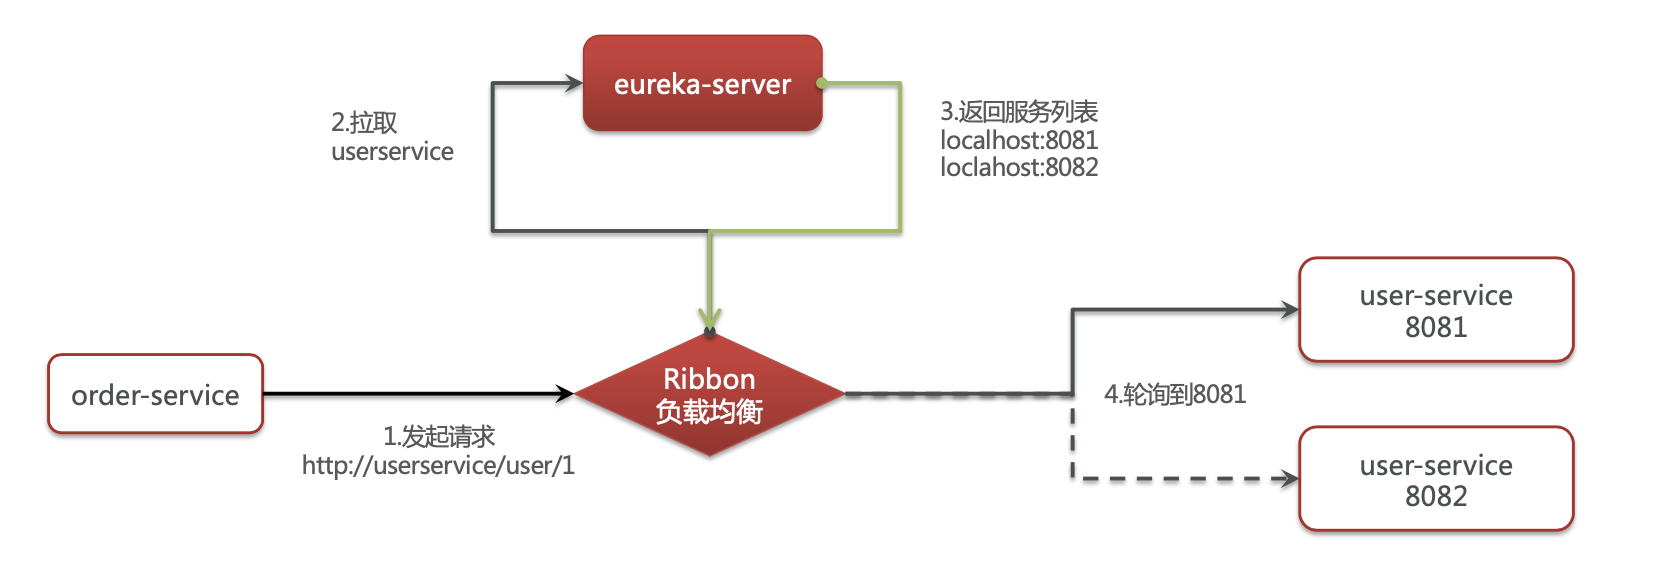 eureka-server
2.拉取
userservice
3.返回服务列表
localhost:8081
loclahost:8082
order-service
1.发起请求
http://userservice/user/1
Ribbon
负载均衡
4.轮询到8081
user-service
8081
user-service
8082